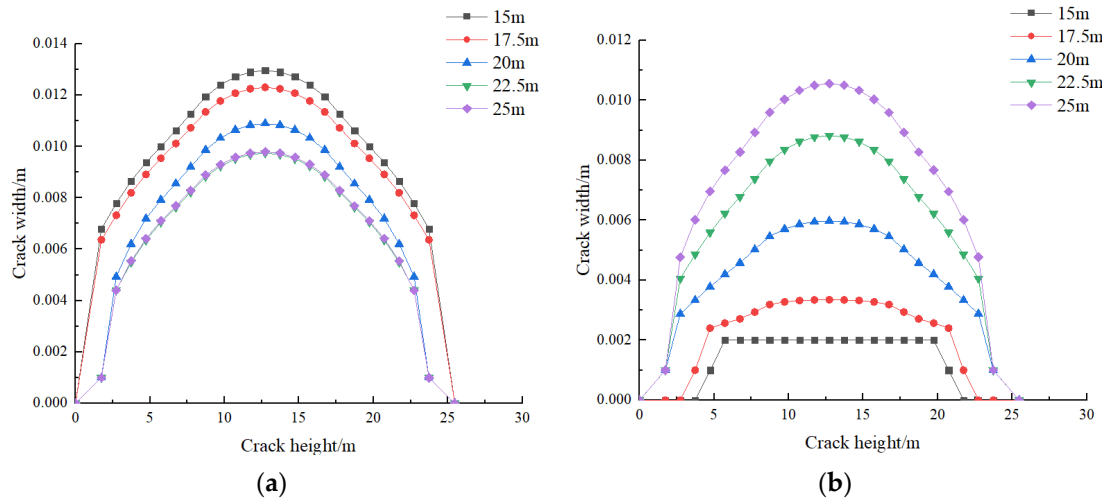 15m
17.5m
20m
22.5m
25m
0.014
0.012
0.010
0.008
0.006
0.004
0.002
0.000
Crack width/m
0 5 10 15 20 25 30
Crack height/m
(a)
15m
17.5m
20m
22.5m
25m
0.012
0.010
0.008
0.006
0.004
0.002
0.000
Crack width/m
0 5 10 15 20 25 30
Crack height/m
(b)